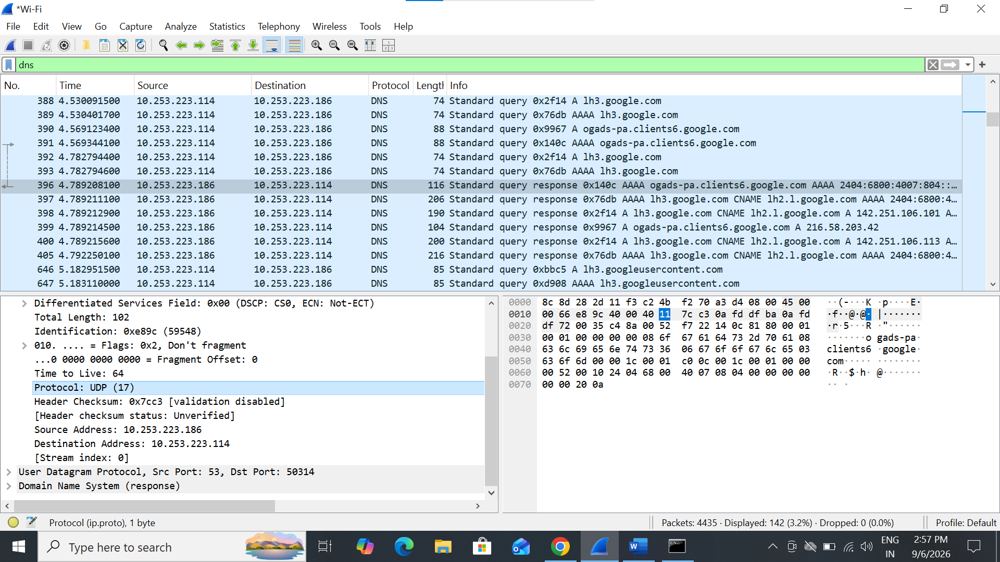 *Wi-Fi
File Edit View Go Capture Analyze Statistics Telephony Wireless Tools Help
dns
No. Time Source Destination Protocol Length Info
388 4.530091500 10.253.223.114 10.253.223.186 DNS 74 Standard query 0x2f14 A lh3.google.com
389 4.530401700 10.253.223.114 10.253.223.186 DNS 74 Standard query 0x76db AAAA lh3.google.com
390 4.569123400 10.253.223.114 10.253.223.186 DNS 88 Standard query 0x9967 A ogads-pa.clients6.google.com
391 4.569344100 10.253.223.114 10.253.223.186 DNS 88 Standard query 0x140c AAAA ogads-pa.clients6.google.com
392 4.782794400 10.253.223.114 10.253.223.186 DNS 74 Standard query 0x2f14 A lh3.google.com
393 4.782794600 10.253.223.114 10.253.223.186 DNS 74 Standard query 0x76db AAAA lh3.google.com
396 4.789208100 10.253.223.186 10.253.223.114 DNS 116 Standard query response 0x140c AAAA ogads-pa.clients6.google.com AAAA 2404:6800:4007:804::…
397 4.789211100 10.253.223.186 10.253.223.114 DNS 206 Standard query response 0x76db AAAA lh3.google.com CNAME lh2.l.google.com AAAA 2404:6800:4…
398 4.789212900 10.253.223.186 10.253.223.114 DNS 190 Standard query response 0x2f14 A lh3.google.com CNAME lh2.l.google.com A 142.251.106.101 A…
399 4.789214500 10.253.223.186 10.253.223.114 DNS 104 Standard query response 0x9967 A ogads-pa.clients6.google.com A 216.58.203.42
400 4.789215600 10.253.223.186 10.253.223.114 DNS 200 Standard query response 0x2f14 A lh3.google.com CNAME lh2.l.google.com A 142.251.106.113 A…
405 4.792250100 10.253.223.186 10.253.223.114 DNS 216 Standard query response 0x76db AAAA lh3.google.com CNAME lh2.l.google.com AAAA 2404:6800:4…
646 5.182951500 10.253.223.114 10.253.223.186 DNS 85 Standard query 0xbbc5 A lh3.googleusercontent.com
647 5.183110000 10.253.223.114 10.253.223.186 DNS 85 Standard query 0xd908 AAAA lh3.googleusercontent.com
Differentiated Services Field: 0x00 (DSCP: CS0, ECN: Not-ECT)
Total Length: 102
Identification: 0xe89c (59548)
010. .... = Flags: 0x2, Don't fragment
...0 0000 0000 0000 = Fragment Offset: 0
Time to Live: 64
Protocol: UDP (17)
Header Checksum: 0x7cc3 [validation disabled]
[Header checksum status: Unverified]
Source Address: 10.253.223.186
Destination Address: 10.253.223.114
[Stream index: 0]
User Datagram Protocol, Src Port: 53, Dst Port: 50314
Domain Name System (response)
0000 8c 8d 28 2d 11 f3 c2 4b f2 70 a3 d4 08 00 45 00 ··(-···K ·p····E·
0010 00 66 e8 9c 40 00 40 11 7c c3 0a fd df ba 0a fd ·f··@·@· |·······
0020 df 72 00 35 c4 8a 00 52 f7 22 14 0c 81 80 00 01 ·r·5···R ·"······
0030 00 01 00 00 00 00 08 6f 67 61 64 73 2d 70 61 08 ·······o gads-pa·
0040 63 6c 69 65 6e 74 73 36 06 67 6f 6f 67 6c 65 03 clients6 ·google·
0050 63 6f 6d 00 00 1c 00 01 c0 0c 00 1c 00 01 00 00 com····· ········
0060 00 52 00 10 24 04 68 00 40 07 08 04 00 00 00 00 ·R··$·h· @·······
0070 00 00 20 0a ·· ·
Protocol (ip.proto), 1 byte
Packets: 4435 · Displayed: 142 (3.2%) · Dropped: 0 (0.0%)
Profile: Default
Type here to search
ENG
IN
2:57 PM
9/6/2026